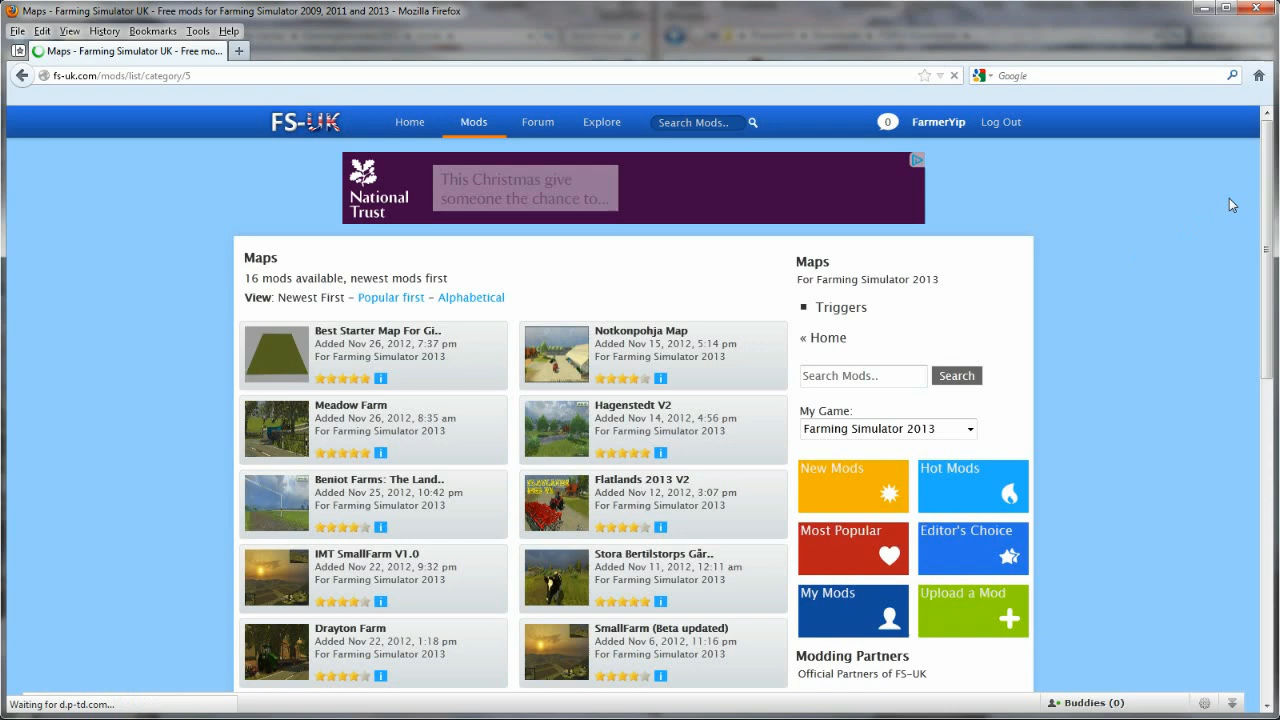 Maps - Farming Simulator UK - Free mods for Farming Simulator 2009, 2011 and 2013 - Mozilla Firefox
File Edit View History Bookmarks Tools Help
Maps - Farming Simulator UK - Free mo...
fs-uk.com/mods/list/category/5
Google
FS-UK
Home
Mods
Forum
Explore
Search Mods..
0
FarmerYip
Log Out
National
Trust
This Christmas give
someone the chance to...
Maps
16 mods available, newest mods first
View: Newest First – Popular first – Alphabetical
Best Starter Map For Gi..
Added Nov 26, 2012, 7:37 pm
For Farming Simulator 2013
Notkonpohja Map
Added Nov 15, 2012, 5:14 pm
For Farming Simulator 2013
Meadow Farm
Added Nov 26, 2012, 8:35 am
For Farming Simulator 2013
Hagenstedt V2
Added Nov 14, 2012, 4:56 pm
For Farming Simulator 2013
Beniot Farms: The Land..
Added Nov 25, 2012, 10:42 pm
For Farming Simulator 2013
Flatlands 2013 V2
Added Nov 12, 2012, 3:07 pm
For Farming Simulator 2013
IMT SmallFarm V1.0
Added Nov 22, 2012, 9:32 pm
For Farming Simulator 2013
Stora Bertilstorps Går..
Added Nov 11, 2012, 12:11 am
For Farming Simulator 2013
Drayton Farm
Added Nov 22, 2012, 1:18 pm
For Farming Simulator 2013
SmallFarm (Beta updated)
Added Nov 6, 2012, 11:16 pm
For Farming Simulator 2013
Maps
For Farming Simulator 2013
Triggers
« Home
Search Mods..
Search
My Game:
Farming Simulator 2013
New Mods
Hot Mods
Most Popular
Editor's Choice
My Mods
Upload a Mod
Modding Partners
Official Partners of FS-UK
Waiting for d.p-td.com...
Buddies (0)